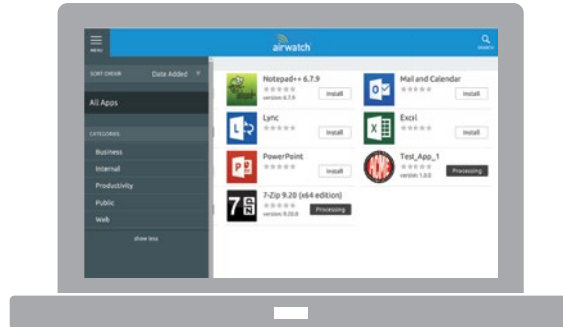 MENU
airwatch
SEARCH
SORT ORDER Date Added
All Apps
CATEGORIES
Business
Internal
Productivity
Public
Web
show less
Notepad++ 6.7.9
version: 6.7.9
Install
Mail and Calendar
Install
Lync
Install
Excel
Install
PowerPoint
Install
ACME
Test_App_1
version: 1.0.0
Processing
7-Zip 9.20 (x64 edition)
version: 9.20.0
Processing